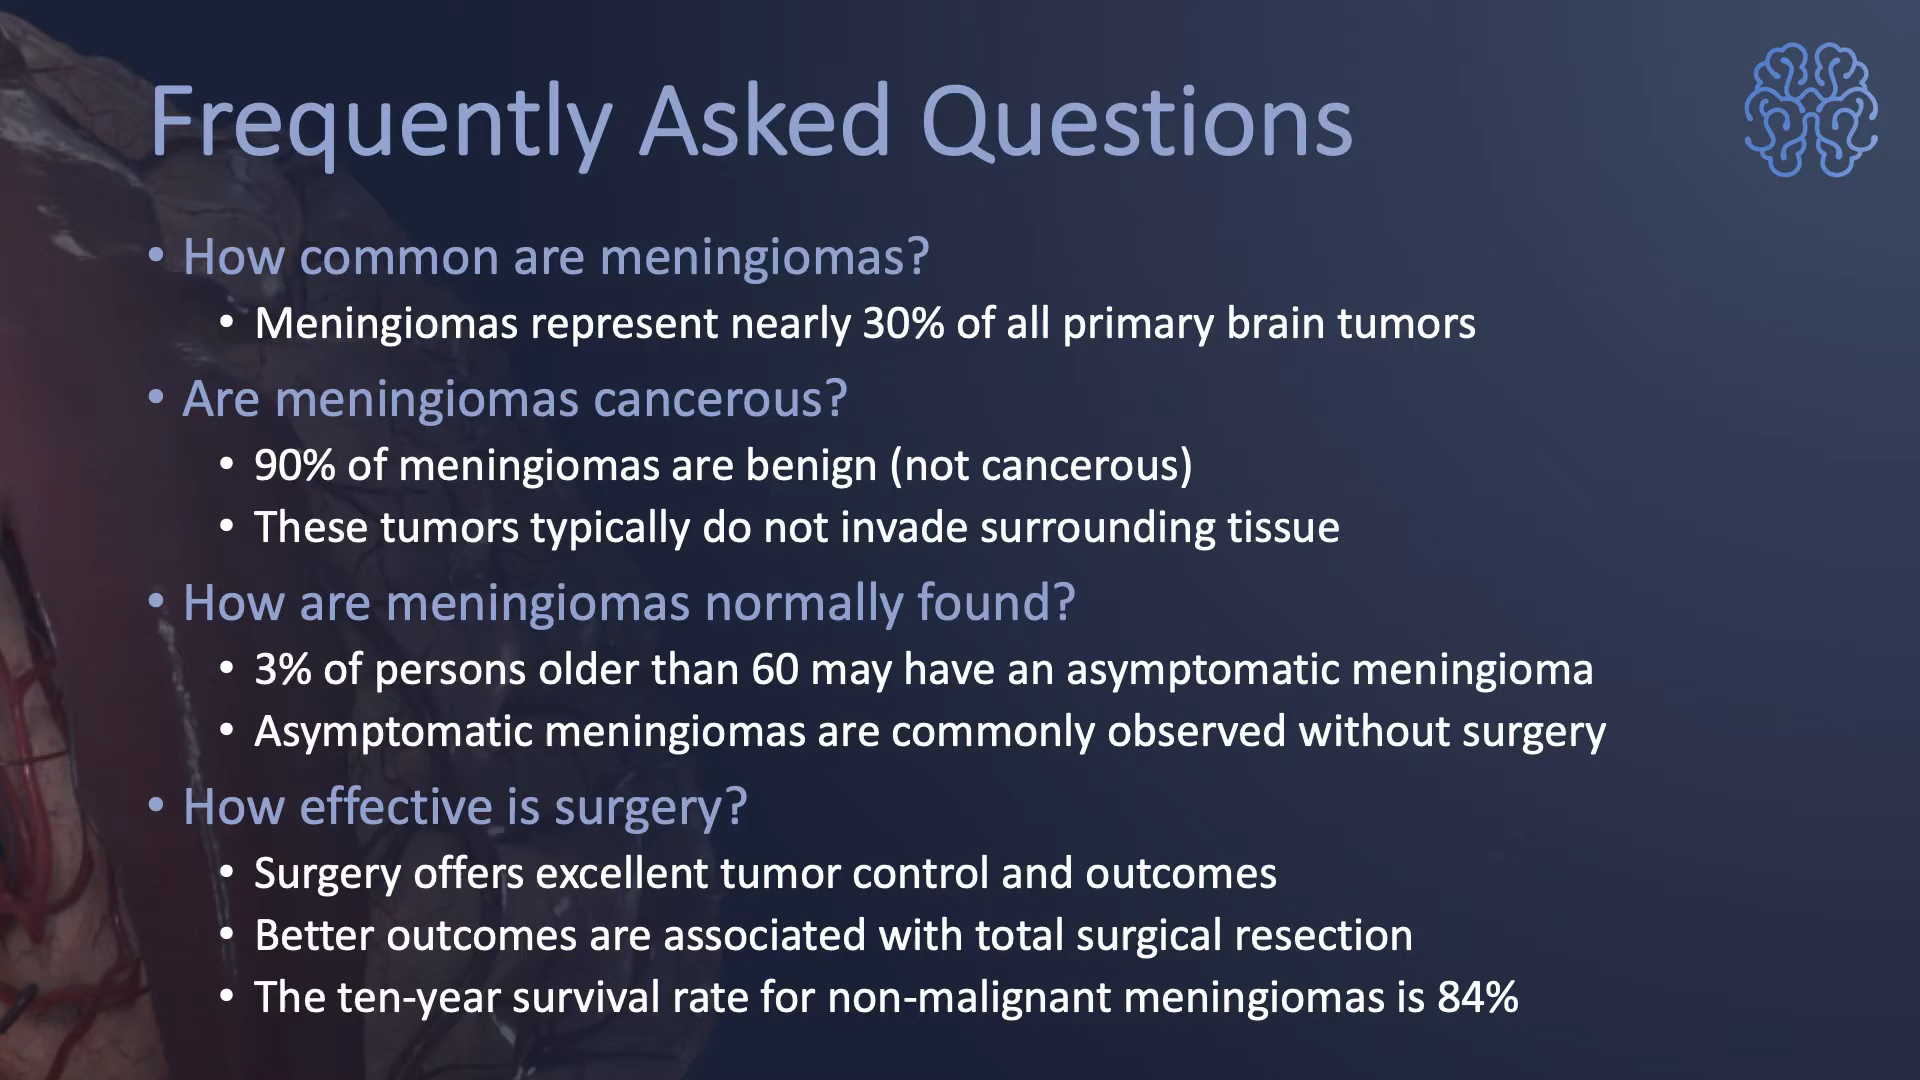 Frequently Asked Questions
• How common are meningiomas?
• Meningiomas represent nearly 30% of all primary brain tumors
• Are meningiomas cancerous?
• 90% of meningiomas are benign (not cancerous)
• These tumors typically do not invade surrounding tissue
• How are meningiomas normally found?
• 3% of persons older than 60 may have an asymptomatic meningioma
• Asymptomatic meningiomas are commonly observed without surgery
• How effective is surgery?
• Surgery offers excellent tumor control and outcomes
• Better outcomes are associated with total surgical resection
• The ten-year survival rate for non-malignant meningiomas is 84%